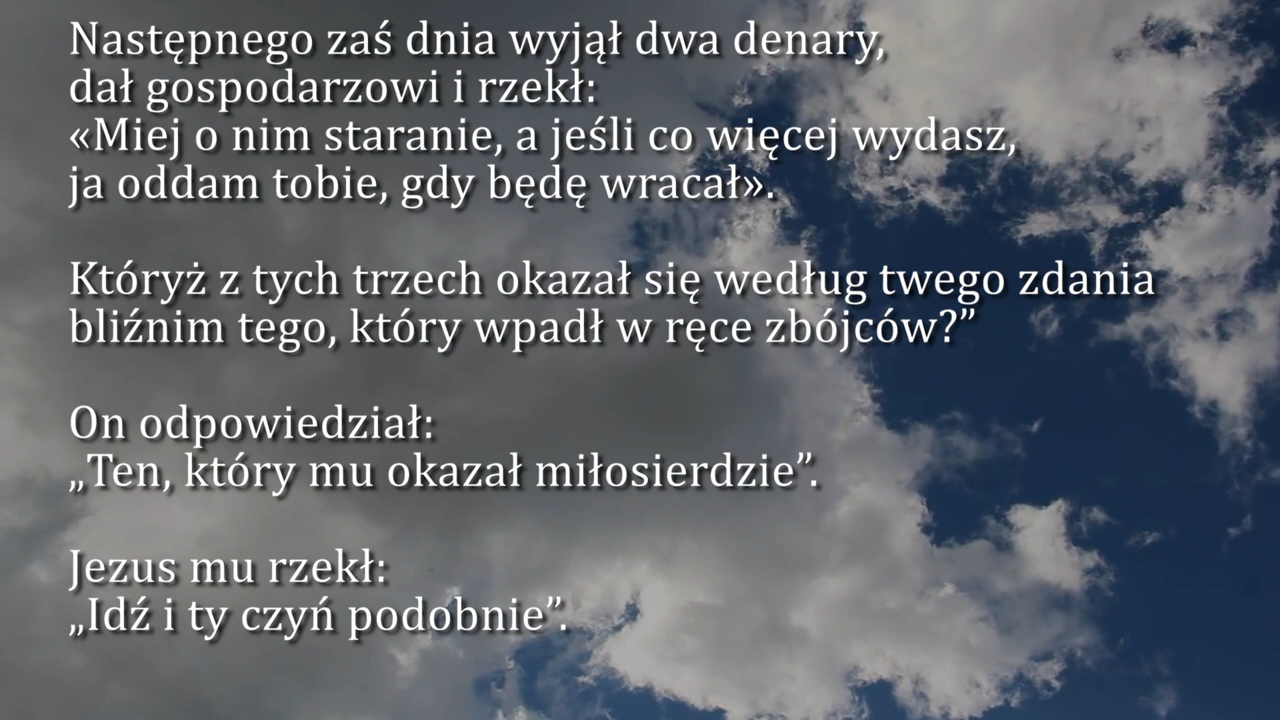 Następnego zaś dnia wyjął dwa denary,
dał gospodarzowi i rzekł:
«Miej o nim staranie, a jeśli co więcej wydasz,
ja oddam tobie, gdy będę wracał».
Któryż z tych trzech okazał się według twego zdania
bliźnim tego, który wpadł w ręce zbójców?”
On odpowiedział:
„Ten, który mu okazał miłosierdzie”.
Jezus mu rzekł:
„Idź i ty czyń podobnie”.